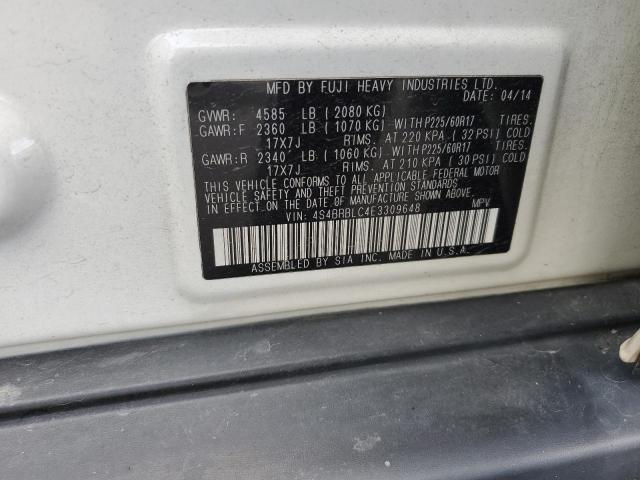 MFD BY FUJI HEAVY INDUSTRIES LTD.
DATE: 04/14
GVWR: 4585 LB ( 2080 KG)
GAWR:F 2360 LB ( 1070 KG)-WITH P225/60R17 TIRES.
17X7J RIMS. AT 220 KPA ( 32 PSI) COLD
GAWR:R 2340 LB ( 1060 KG)-WITH P225/60R17 TIRES.
17X7J RIMS. AT 210 KPA ( 30 PSI) COLD
THIS VEHICLE CONFORMS TO ALL APPLICABLE FEDERAL MOTOR
VEHICLE SAFETY AND THEFT PREVENTION STANDARDS
IN EFFECT ON THE DATE OF MANUFACTURE SHOWN ABOVE.
VIN: 4S4BRBLC4E3309648 MPV
ASSEMBLED BY SIA INC. MADE IN U.S.A.